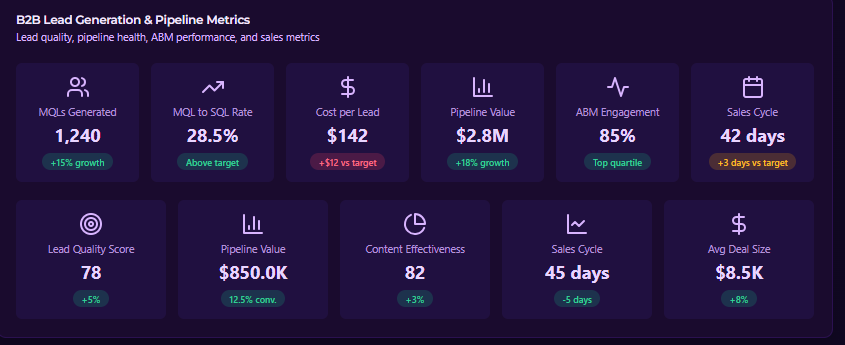 B2B Lead Generation & Pipeline Metrics
Lead quality, pipeline health, ABM performance, and sales metrics
MQLs Generated
1,240
+15% growth
MQL to SQL Rate
28.5%
Above target
Cost per Lead
$142
+$12 vs target
Pipeline Value
$2.8M
+18% growth
ABM Engagement
85%
Top quartile
Sales Cycle
42 days
+3 days vs target
Lead Quality Score
78
+5%
Pipeline Value
$850.0K
12.5% conv.
Content Effectiveness
82
+3%
Sales Cycle
45 days
-5 days
Avg Deal Size
$8.5K
+8%